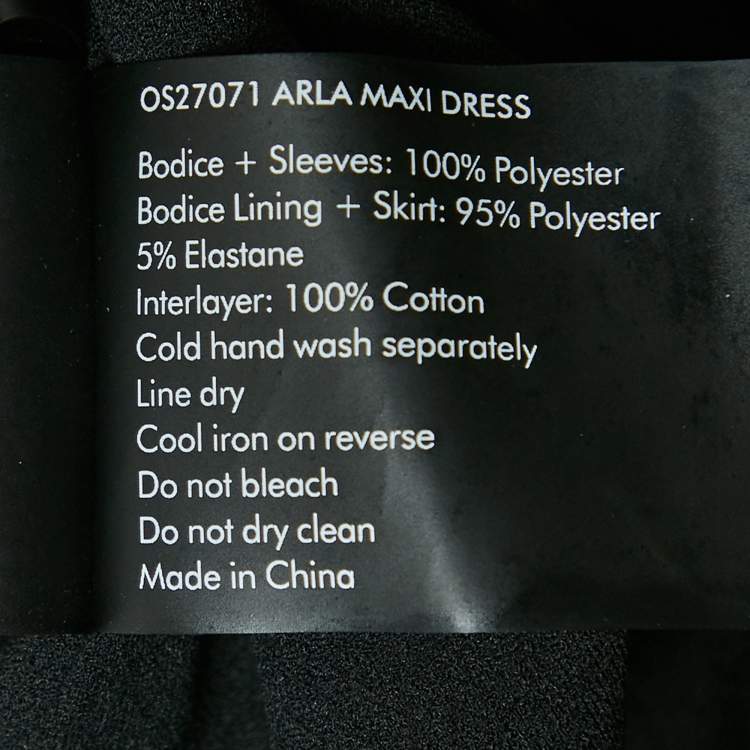 OS27071 ARLA MAXI DRESS
Bodice + Sleeves: 100% Polyester
Bodice Lining + Skirt: 95% Polyester
5% Elastane
Interlayer: 100% Cotton
Cold hand wash separately
Line dry
Cool iron on reverse
Do not bleach
Do not dry clean
Made in China